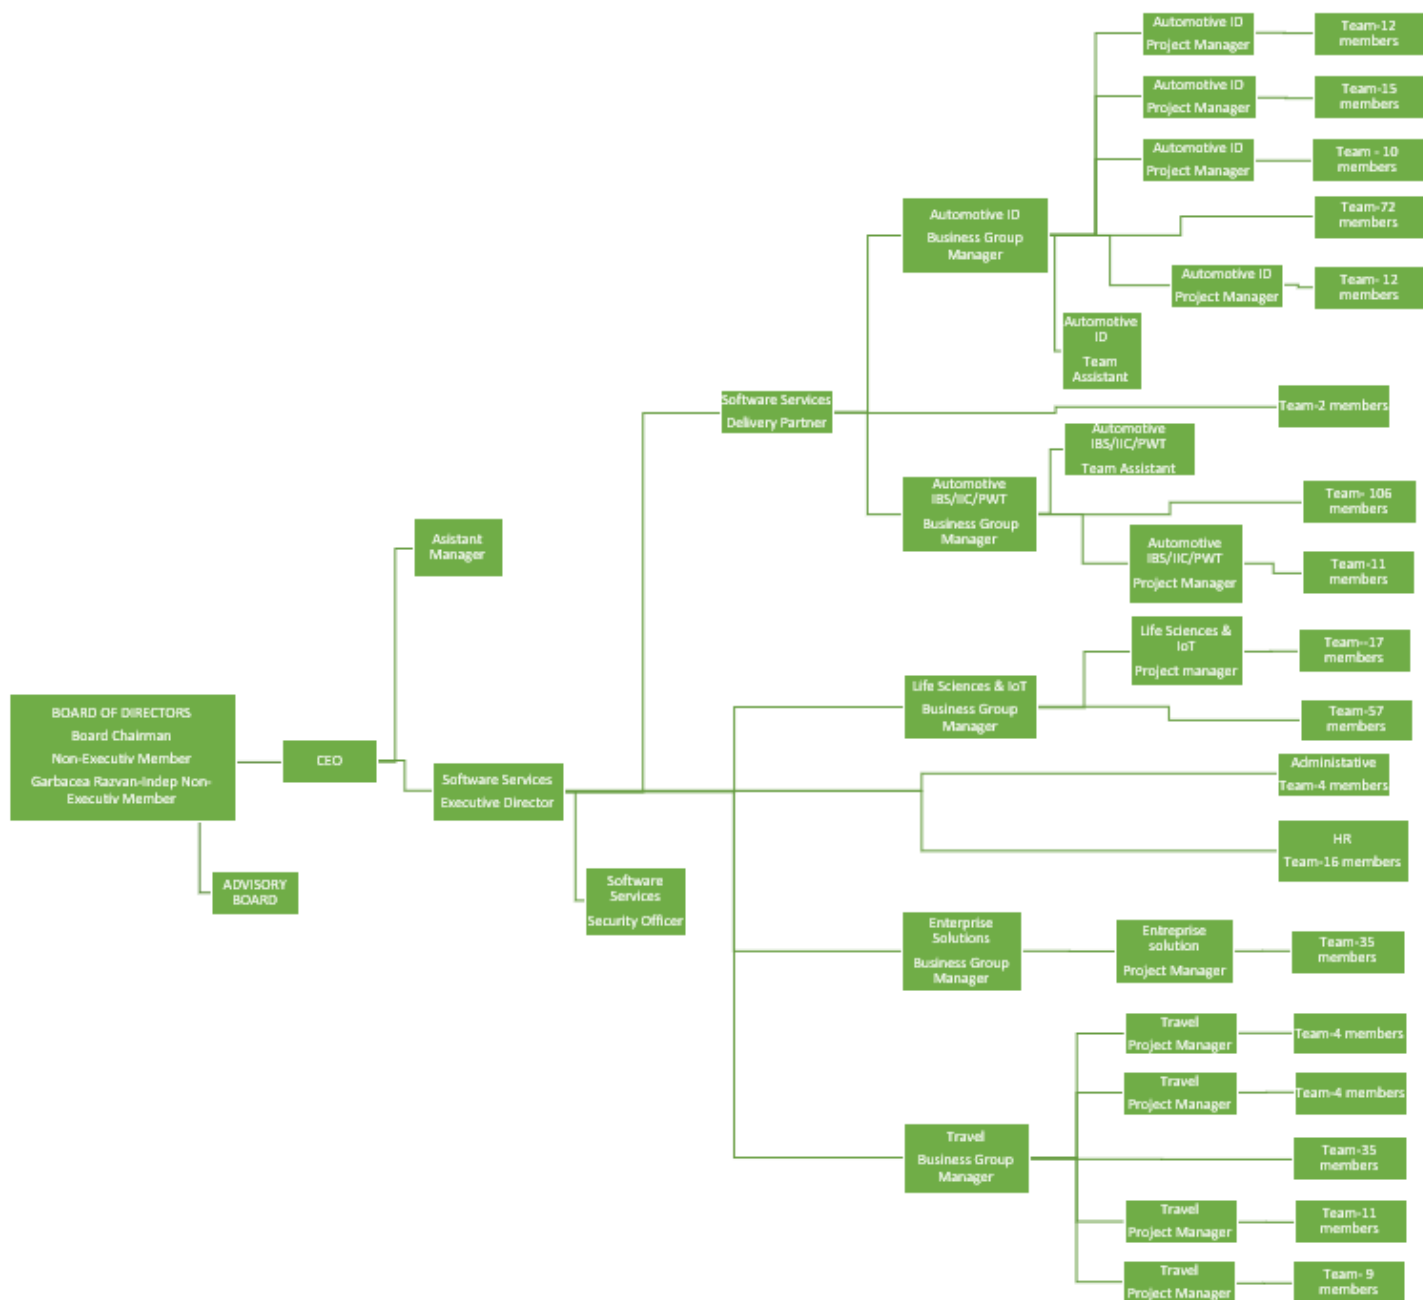 Automotive ID
Project Manager
Team-12
members
Automotive ID
Project Manager
Team-15
members
Automotive ID
Project Manager
Team - 10
members
Team-72
members
Automotive ID
Business Group
Manager
Automotive ID
Project Manager
Team- 12
members
Automotive
ID
Team
Assistant
Software Services
Delivery Partner
Team-2 members
Automotive
IBS/IIC/PWT
Team Assistant
Automotive
IBS/IIC/PWT
Business Group
Manager
Team- 106
members
Asistant
Manager
Automotive
IBS/IIC/PWT
Project Manager
Team-11
members
Life Sciences &
IoT
Project manager
Team--17
members
Life Sciences & IoT
Business Group
Manager
Team-57
members
BOARD OF DIRECTORS
Board Chairman
Non-Executiv Member
Garbacea Razvan-Indep Non-
Executiv Member
CEO
Software Services
Executive Director
Administative
Team-4 members
HR
Team-16 members
ADVISORY
BOARD
Software
Services
Security Officer
Enterprise
Solutions
Business Group
Manager
Entreprise
solution
Project Manager
Team-35
members
Travel
Project Manager
Team-4 members
Travel
Project Manager
Team-4 members
Travel
Business Group
Manager
Team-35
members
Travel
Project Manager
Team-11
members
Travel
Project Manager
Team- 9
members